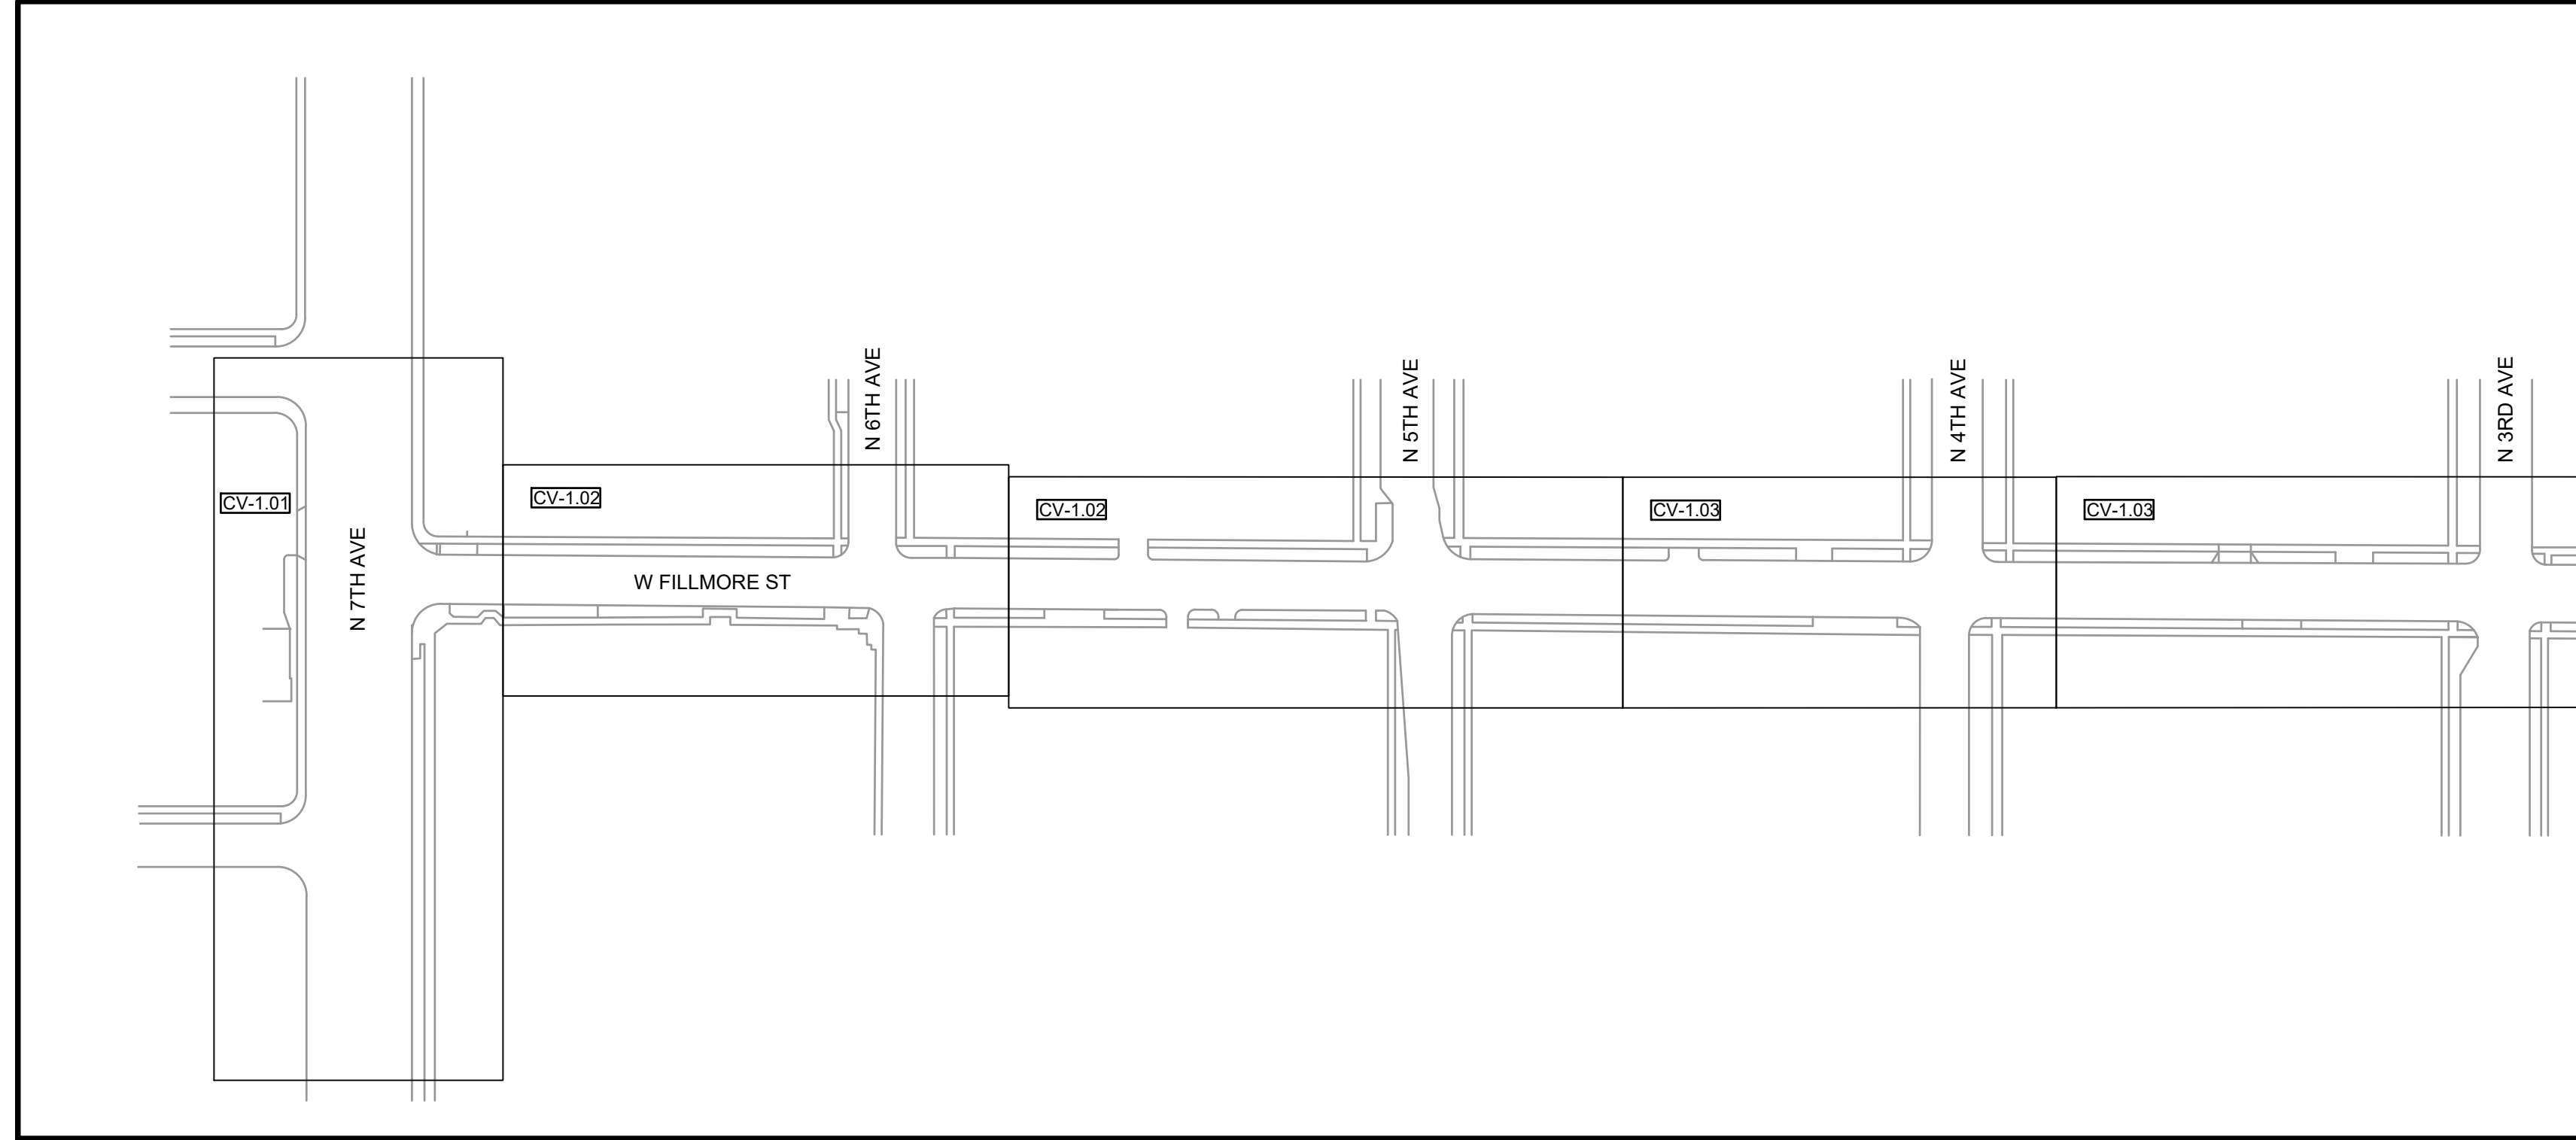 N 6TH AVE
N 5TH AVE
N 4TH AVE
N 3RD AVE
CV-1.01
CV-1.02
CV-1.02
CV-1.03
CV-1.03
N 7TH AVE
W FILLMORE ST